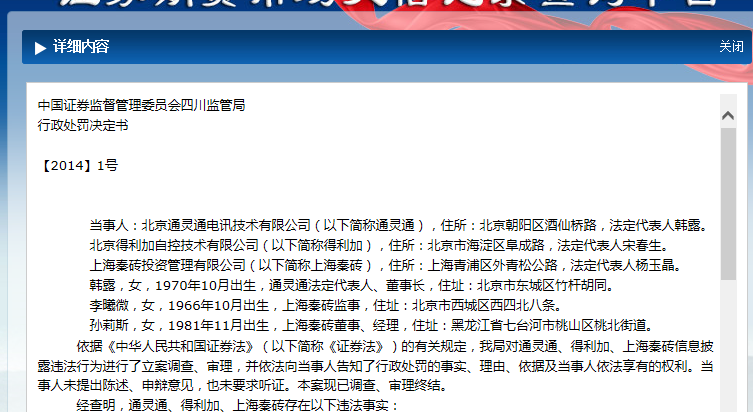 详细内容
关闭
中国证券监督管理委员会四川监管局
行政处罚决定书
【2014】1号
当事人：北京通灵通电讯技术有限公司（以下简称通灵通），住所：北京朝阳区酒仙桥路，法定代表人韩露。
北京得利加自控技术有限公司（以下简称得利加），住所：北京市海淀区阜成路，法定代表人宋春生。
上海秦砖投资管理有限公司（以下简称上海秦砖），住所：上海青浦区外青松公路，法定代表人杨玉晶。
韩露，女，1970年10月出生，通灵通法定代表人、董事长，住址：北京市东城区竹杆胡同。
李曦微，女，1966年10月出生，上海秦砖监事，住址：北京市西城区西四北八条。
孙莉斯，女，1981年11月出生，上海秦砖董事、经理，住址：黑龙江省七台河市桃山区桃北街道。
依据《中华人民共和国证券法》（以下简称《证券法》）的有关规定，我局对通灵通、得利加、上海秦砖信息披
露违法行为进行了立案调查、审理，并依法向当事人告知了行政处罚的事实、理由、依据及当事人依法享有的权利。当
事人未提出陈述、申辩意见，也未要求听证。本案现已调查、审理终结。
经查明，通灵通、得利加、上海秦砖存在以下违法事实：